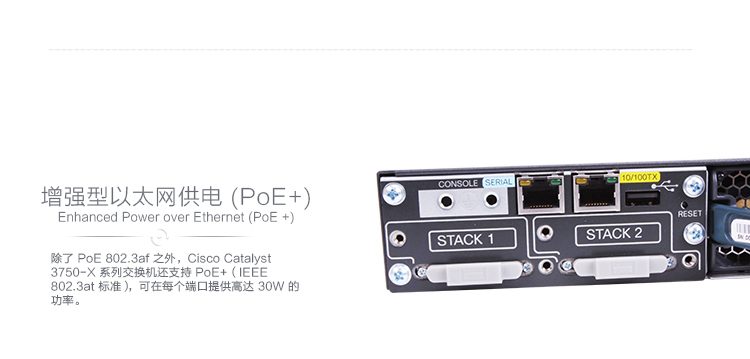 增强型以太网供电 (PoE+)
Enhanced Power over Ethernet (PoE +)
除了 PoE 802.3af 之外，Cisco Catalyst
3750-X 系列交换机还支持 PoE+（ IEEE
802.3at 标准 )，可在每个端口提供高达 30W 的
功率。
CONSOLE SERIAL 10/100TX
RESET
STACK 1 STACK 2